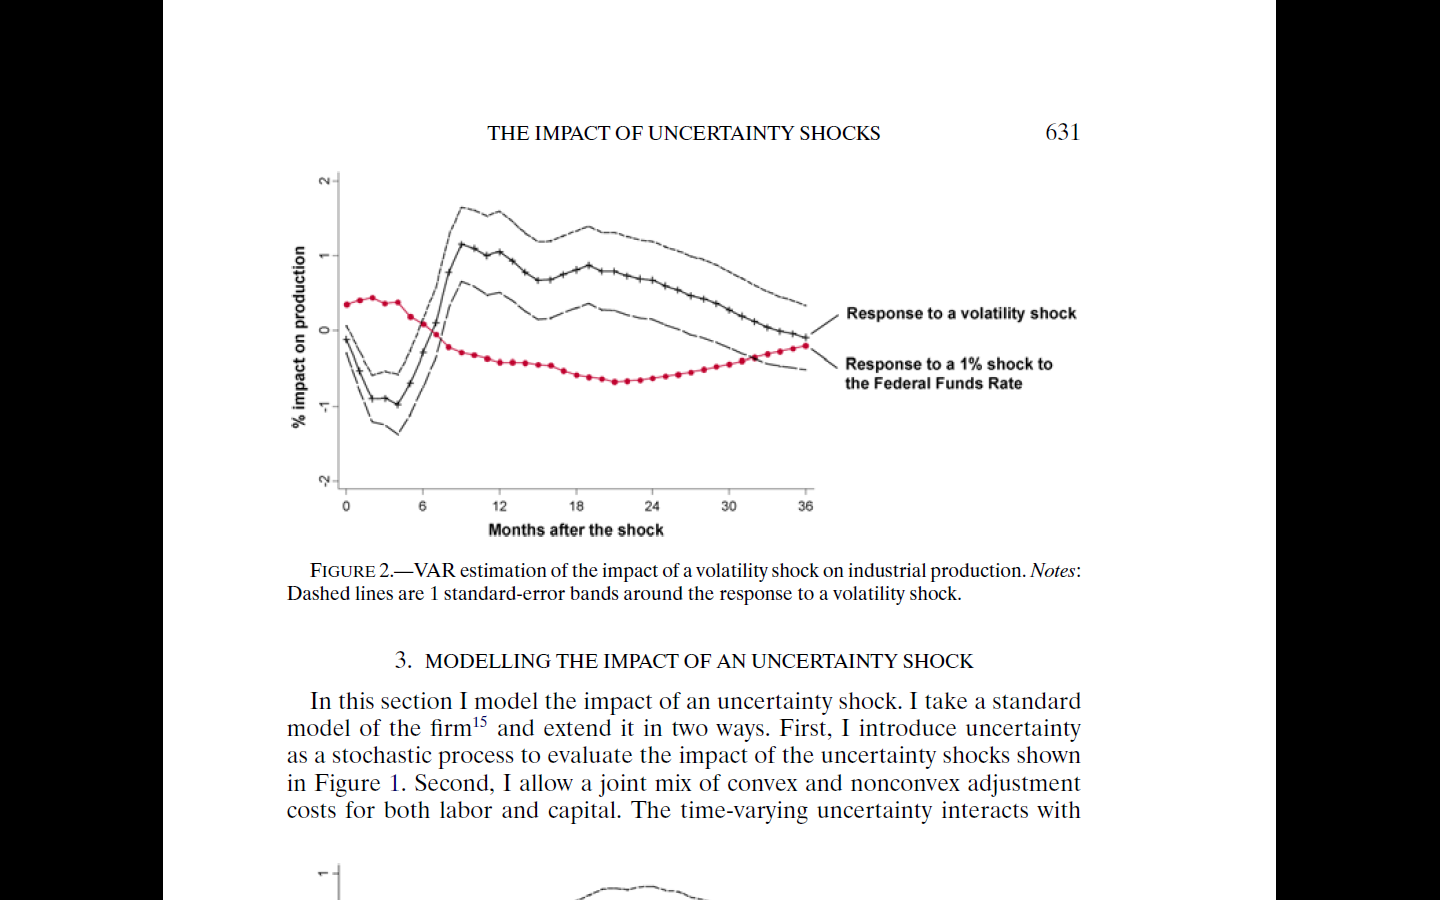 THE IMPACT OF UNCERTAINTY SHOCKS 631
2
1
0
-1
-2
% impact on production
Response to a volatility shock
Response to a 1% shock to
the Federal Funds Rate
0 6 12 18 24 30 36
Months after the shock
FIGURE 2.—VAR estimation of the impact of a volatility shock on industrial production. Notes:
Dashed lines are 1 standard-error bands around the response to a volatility shock.
3. MODELLING THE IMPACT OF AN UNCERTAINTY SHOCK
In this section I model the impact of an uncertainty shock. I take a standard
model of the firm15 and extend it in two ways. First, I introduce uncertainty
as a stochastic process to evaluate the impact of the uncertainty shocks shown
in Figure 1. Second, I allow a joint mix of convex and nonconvex adjustment
costs for both labor and capital. The time-varying uncertainty interacts with
1